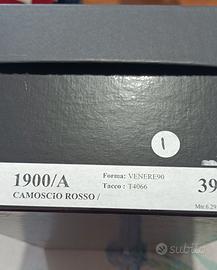 1
1900/A
Forma: VENERE90
Tacco : T4066
39
CAMOSCiO ROSSO /
subito